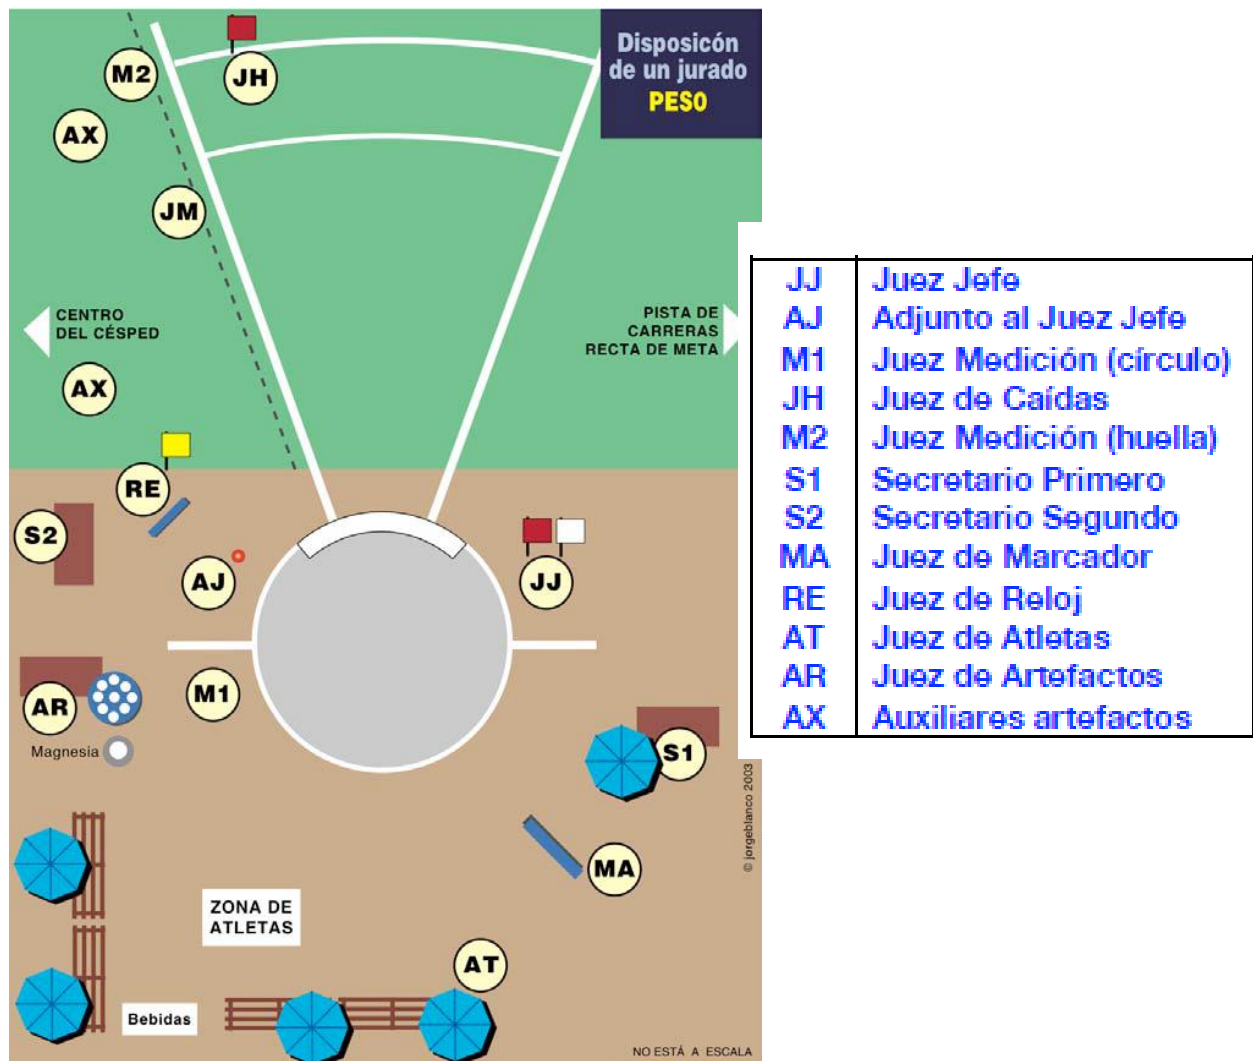 Disposicón
de un jurado
PESO
M2
JH
AX
JM
CENTRO
DEL CÉSPED
PISTA DE
CARRERAS
RECTA DE META
AX
RE
S2
AJ
JJ
M1
AR
Magnesia
S1
MA
ZONA DE
ATLETAS
AT
Bebidas
© jorgeblanco 2003
NO ESTÁ A ESCALA
JJ Juez Jefe
AJ Adjunto al Juez Jefe
M1 Juez Medición (círculo)
JH Juez de Caídas
M2 Juez Medición (huella)
S1 Secretario Primero
S2 Secretario Segundo
MA Juez de Marcador
RE Juez de Reloj
AT Juez de Atletas
AR Juez de Artefactos
AX Auxiliares artefactos